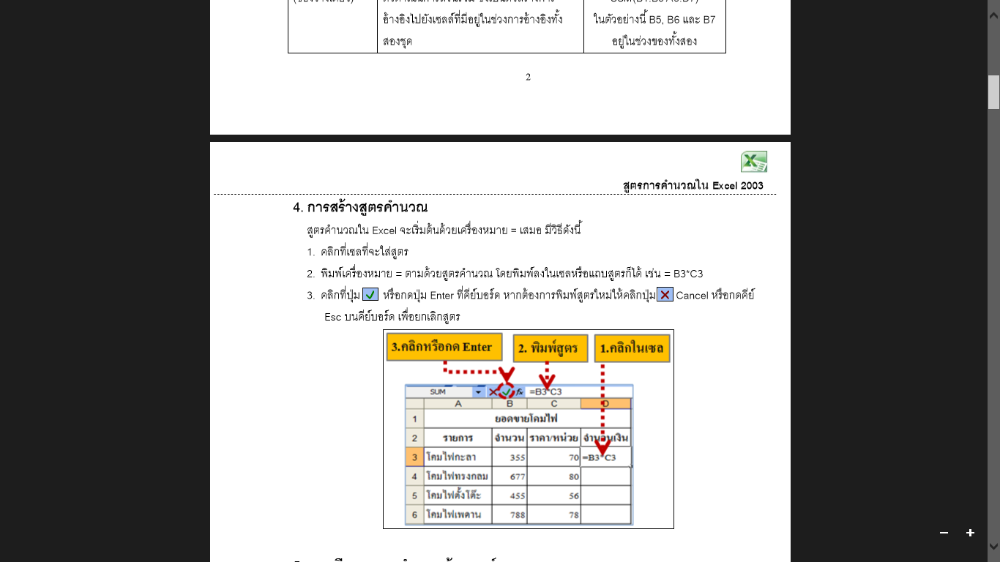 อ้างอิงไปยังเซลล์ที่มีอยู่ในช่วงการอ้างอิงทั้ง
สองชุด
ในตัวอย่างนี้ B5, B6 และ B7
อยู่ในช่วงของทั้งสอง
2
สูตรการคำนวณใน Excel 2003
4. การสร้างสูตรคำนวณ
สูตรคำนวณใน Excel จะเริ่มต้นด้วยเครื่องหมาย = เสมอ มีวิธีดังนี้
1. คลิกที่เซลที่จะใส่สูตร
2. พิมพ์เครื่องหมาย = ตามด้วยสูตรคำนวณ โดยพิมพ์ลงในเซลหรือแถบสูตรก็ได้ เช่น = B3*C3
3. คลิกที่ปุ่ม หรือกดปุ่ม Enter ที่คีย์บอร์ด หากต้องการพิมพ์สูตรใหม่ให้คลิกปุ่ม Cancel หรือกดคีย์
Esc บนคีย์บอร์ด เพื่อยกเลิกสูตร
3.คลิกหรือกด Enter 2. พิมพ์สูตร 1.คลิกในเซล
SUM fx =B3*C3
A B C D
1 ยอดขายโคมไฟ
2 รายการ จำนวน ราคา/หน่วย จำนวนเงิน
3 โคมไฟกะลา 355 70 =B3*C3
4 โคมไฟทรงกลม 677 80
5 โคมไฟตั้งโต๊ะ 455 56
6 โคมไฟเพดาน 788 78